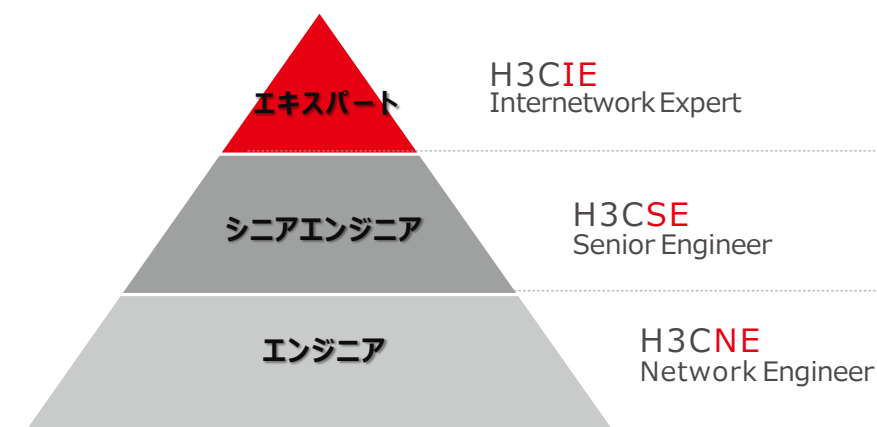 エキスパート
H3CIE
Internetwork Expert
シニアエンジニア
H3CSE
Senior Engineer
エンジニア
H3CNE
Network Engineer